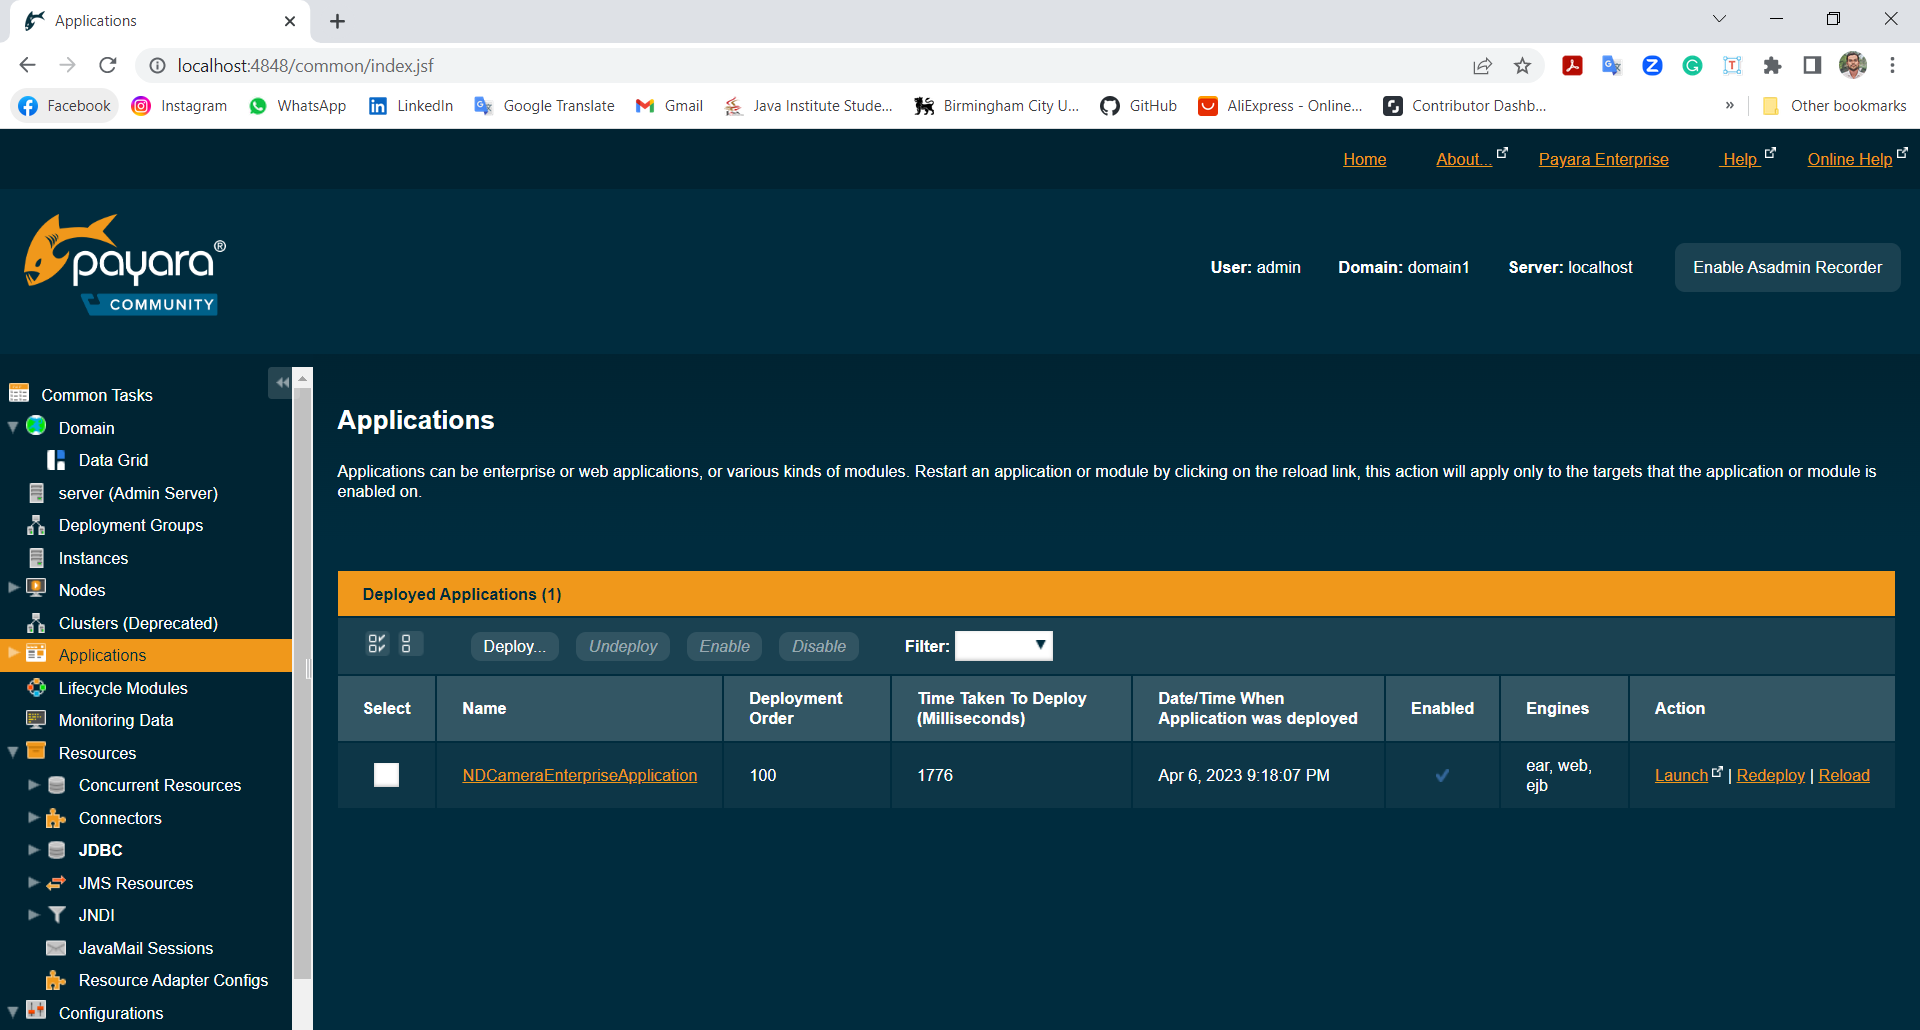 Applications
localhost:4848/common/index.jsf
Facebook Instagram WhatsApp LinkedIn Google Translate Gmail Java Institute Stude... Birmingham City U... GitHub AliExpress - Online... Contributor Dashb... » Other bookmarks
Home About... Payara Enterprise Help Online Help
payara®
COMMUNITY
User: admin Domain: domain1 Server: localhost Enable Asadmin Recorder
Common Tasks
Domain
Data Grid
server (Admin Server)
Deployment Groups
Instances
Nodes
Clusters (Deprecated)
Applications
Lifecycle Modules
Monitoring Data
Resources
Concurrent Resources
Connectors
JDBC
JMS Resources
JNDI
JavaMail Sessions
Resource Adapter Configs
Configurations
Applications
Applications can be enterprise or web applications, or various kinds of modules. Restart an application or module by clicking on the reload link, this action will apply only to the targets that the application or module is
enabled on.
Deployed Applications (1)
Deploy... Undeploy Enable Disable Filter:
Select Name Deployment Order Time Taken To Deploy (Milliseconds) Date/Time When Application was deployed Enabled Engines Action
NDCameraEnterpriseApplication 100 1776 Apr 6, 2023 9:18:07 PM ear, web, ejb Launch | Redeploy | Reload